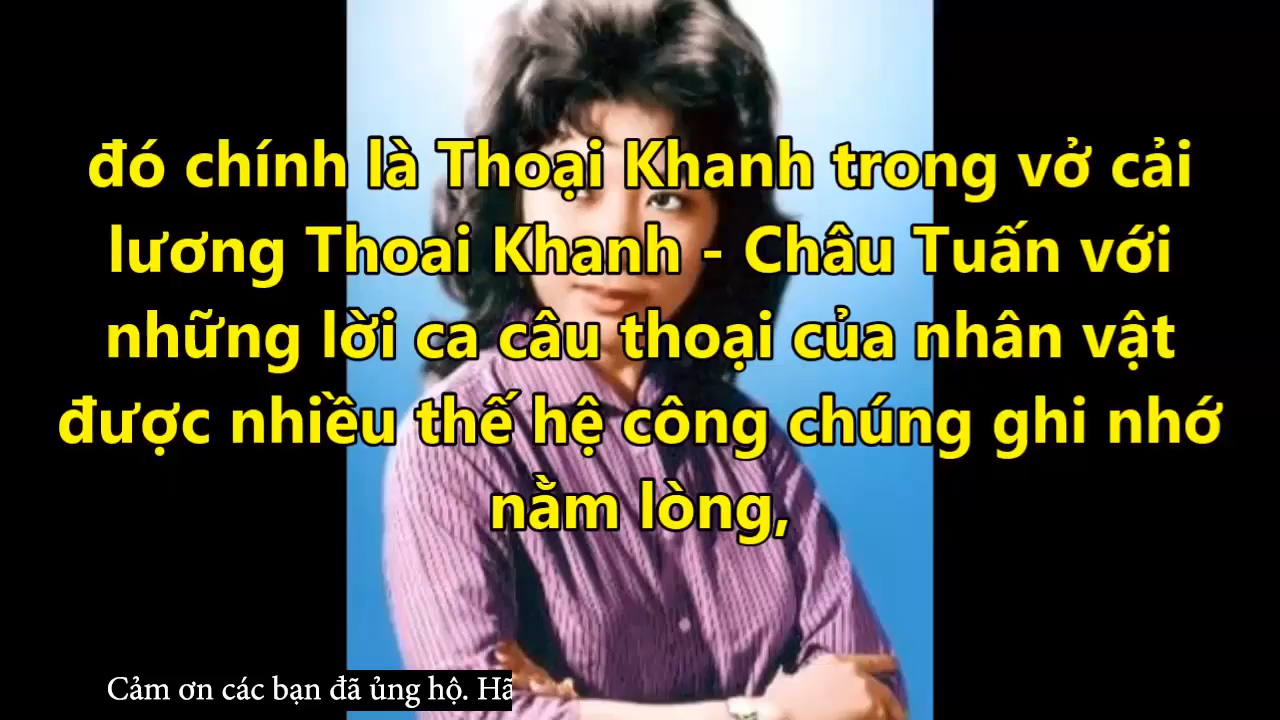 đó chính là Thoại Khanh trong vở cải
lương Thoai Khanh - Châu Tuấn với
những lời ca câu thoại của nhân vật
được nhiều thế hệ công chúng ghi nhớ
nằm lòng,
Cảm ơn các bạn đã ủng hộ. Hã